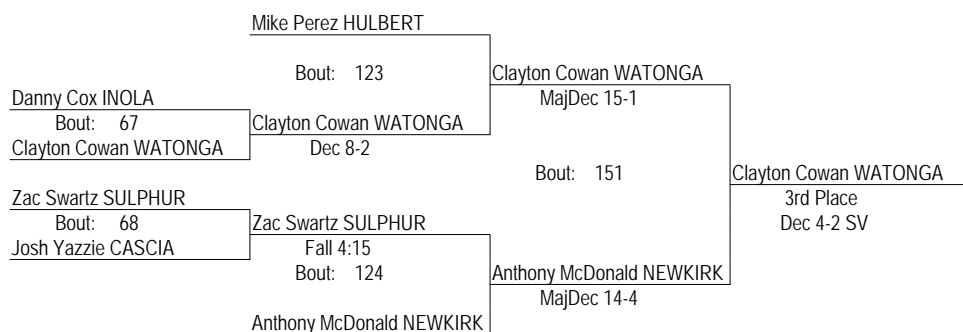 Mike Perez HULBERT
Bout: 123
Clayton Cowan WATONGA
MajDec 15-1
Danny Cox INOLA
Bout: 67
Clayton Cowan WATONGA
Clayton Cowan WATONGA
Dec 8-2
Bout: 151
Clayton Cowan WATONGA
3rd Place
Dec 4-2 SV
Zac Swartz SULPHUR
Bout: 68
Josh Yazzie CASCIA
Zac Swartz SULPHUR
Fall 4:15
Bout: 124
Anthony McDonald NEWKIRK
MajDec 14-4
Anthony McDonald NEWKIRK